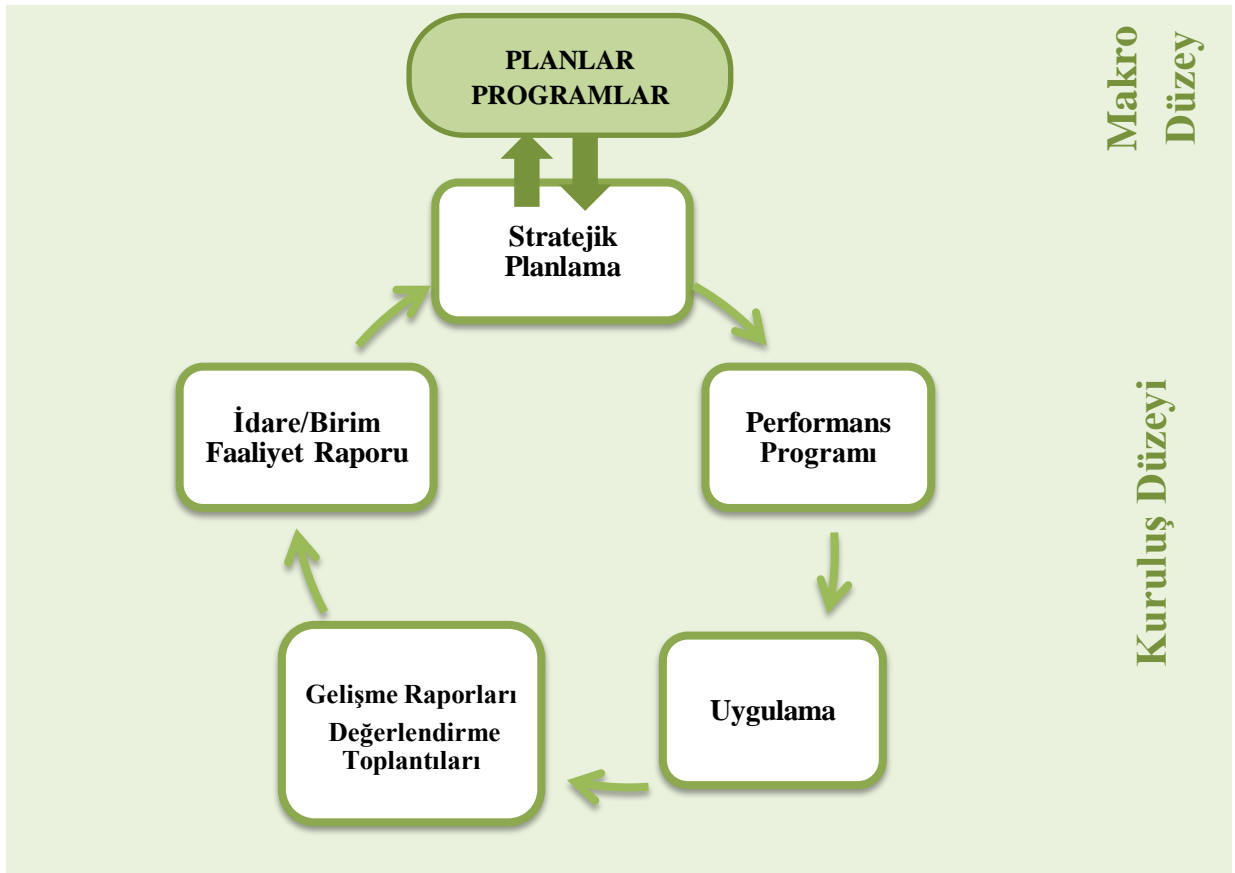 PLANLAR
PROGRAMLAR
Makro
Düzey
Stratejik
Planlama
İdare/Birim
Faaliyet Raporu
Performans
Programı
Kuruluş Düzeyi
Gelişme Raporları
Değerlendirme
Toplantıları
Uygulama